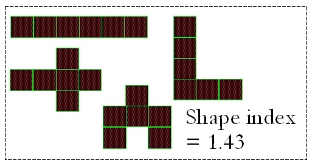 Shape index
= 1.43